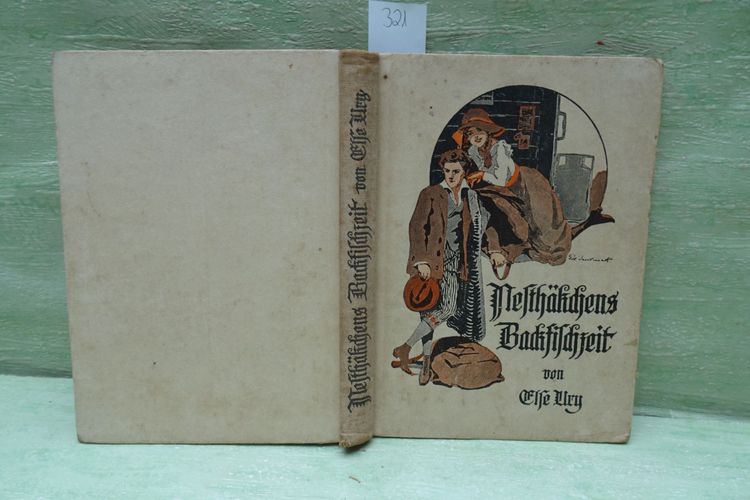 321
Nesthäkchens Backfischzeit von Else Ury
Nesthäkchens
Backfischzeit
von
Else Ury